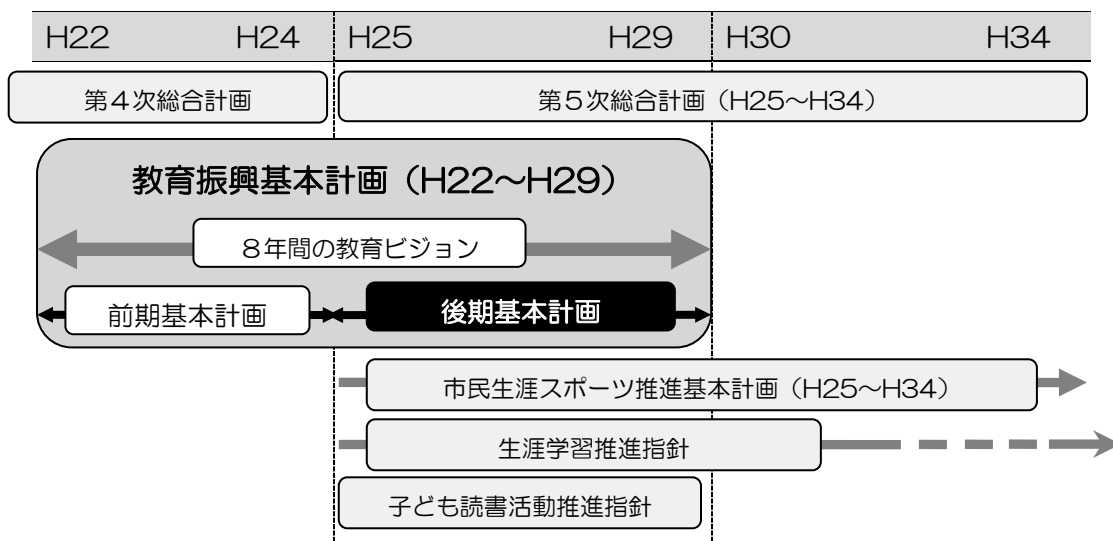 H22 H24 H25 H29 H30 H34
第4次総合計画 第5次総合計画（H25～H34）
教育振興基本計画（H22～H29）
8年間の教育ビジョン
前期基本計画 後期基本計画
市民生涯スポーツ推進基本計画（H25～H34）
生涯学習推進指針
子ども読書活動推進指針